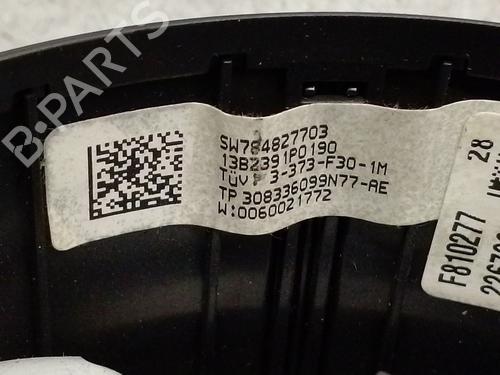 B-PARTS
SW784827703
13B2391P0190
TÜV 3-373-F30-1M
TP 308336099N77-AE
W:0060021772
F810277
28